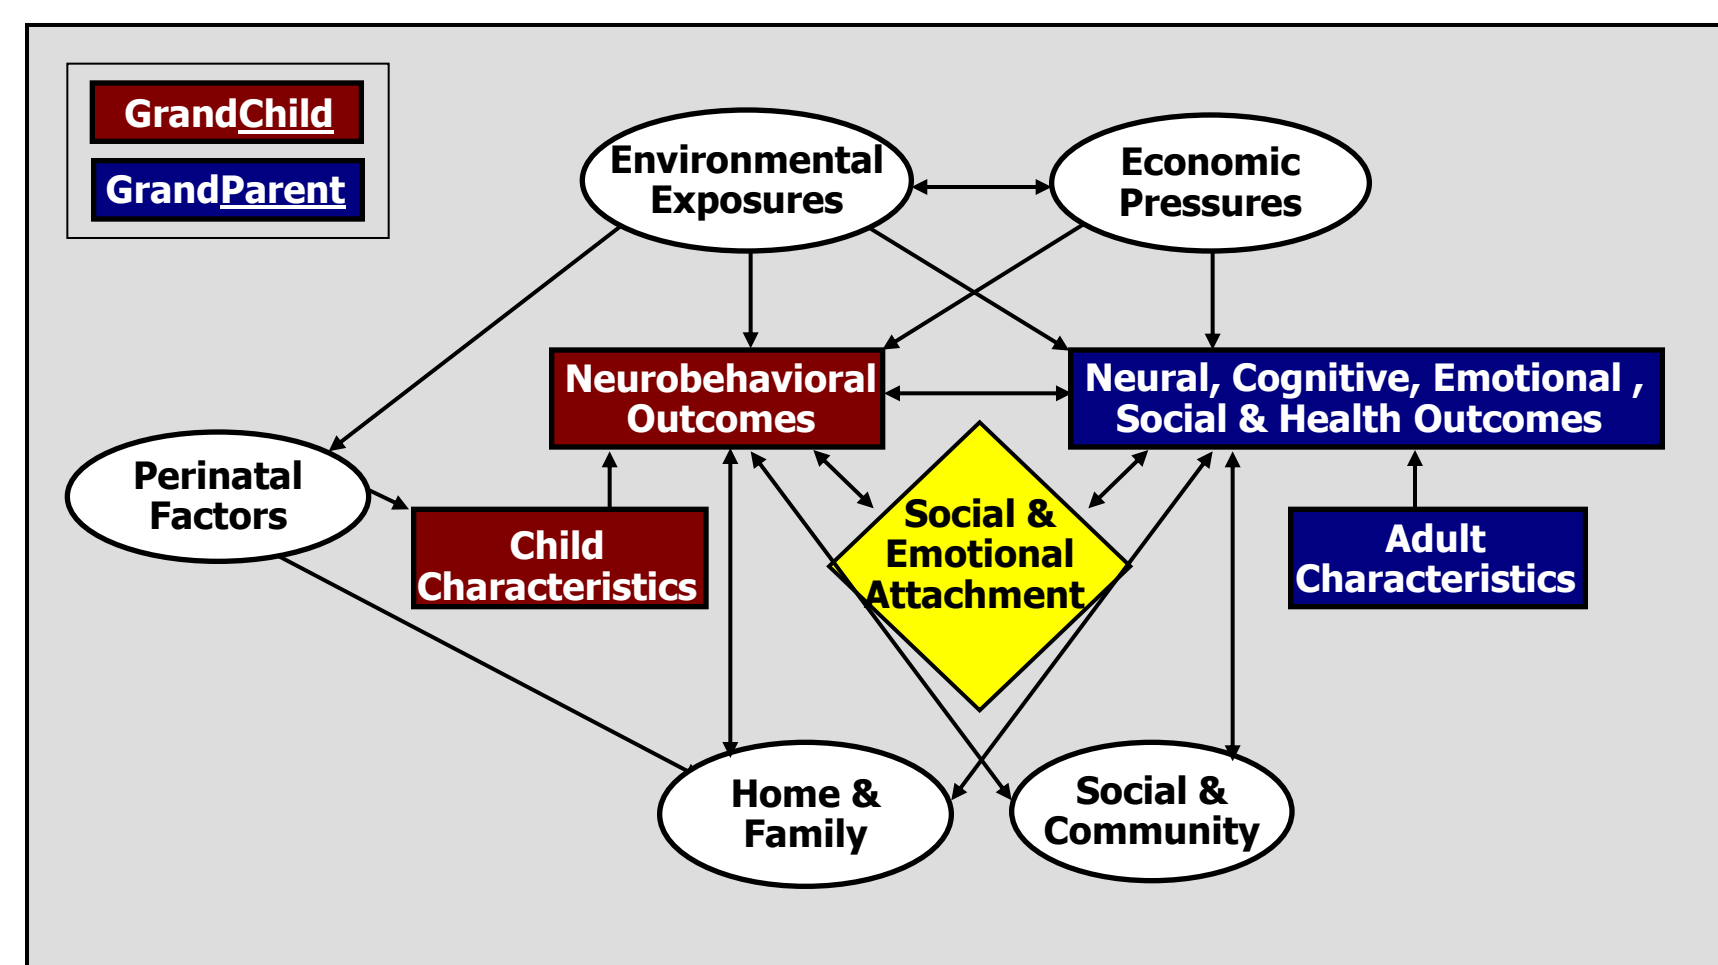 GrandChild
GrandParent
Environmental
Exposures
Economic
Pressures
Neurobehavioral
Outcomes
Neural, Cognitive, Emotional ,
Social & Health Outcomes
Perinatal
Factors
Child
Characteristics
Social &
Emotional
Attachment
Adult
Characteristics
Home &
Family
Social &
Community